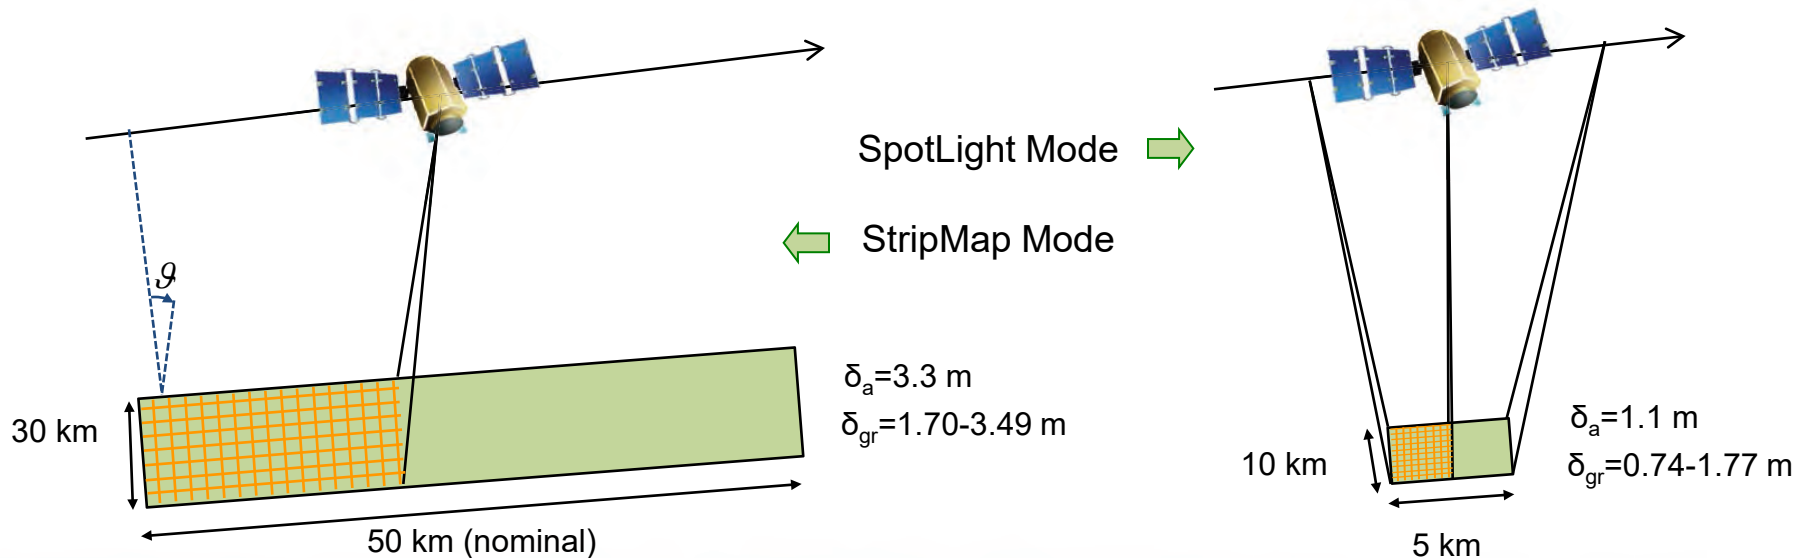 SpotLight Mode
StripMap Mode
ϑ
δa=3.3 m
δgr=1.70-3.49 m
30 km
50 km (nominal)
δa=1.1 m
δgr=0.74-1.77 m
10 km
5 km